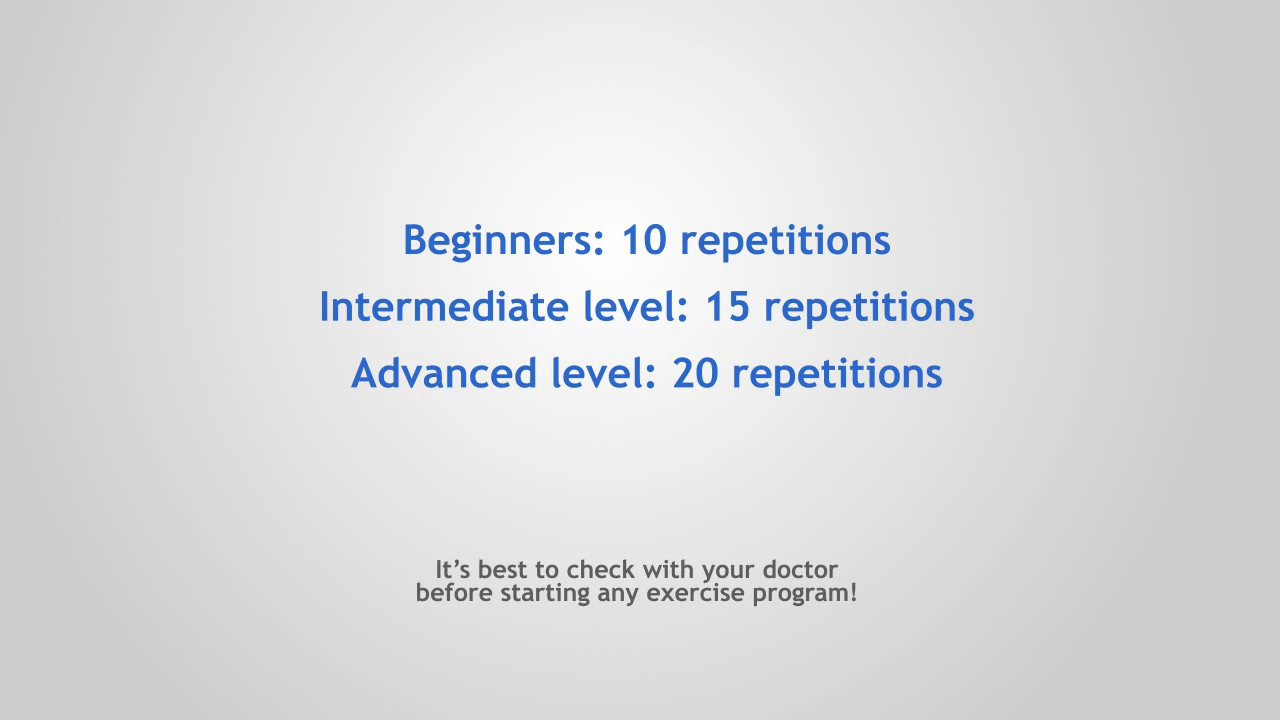 Beginners: 10 repetitions
Intermediate level: 15 repetitions
Advanced level: 20 repetitions
It’s best to check with your doctor
before starting any exercise program!